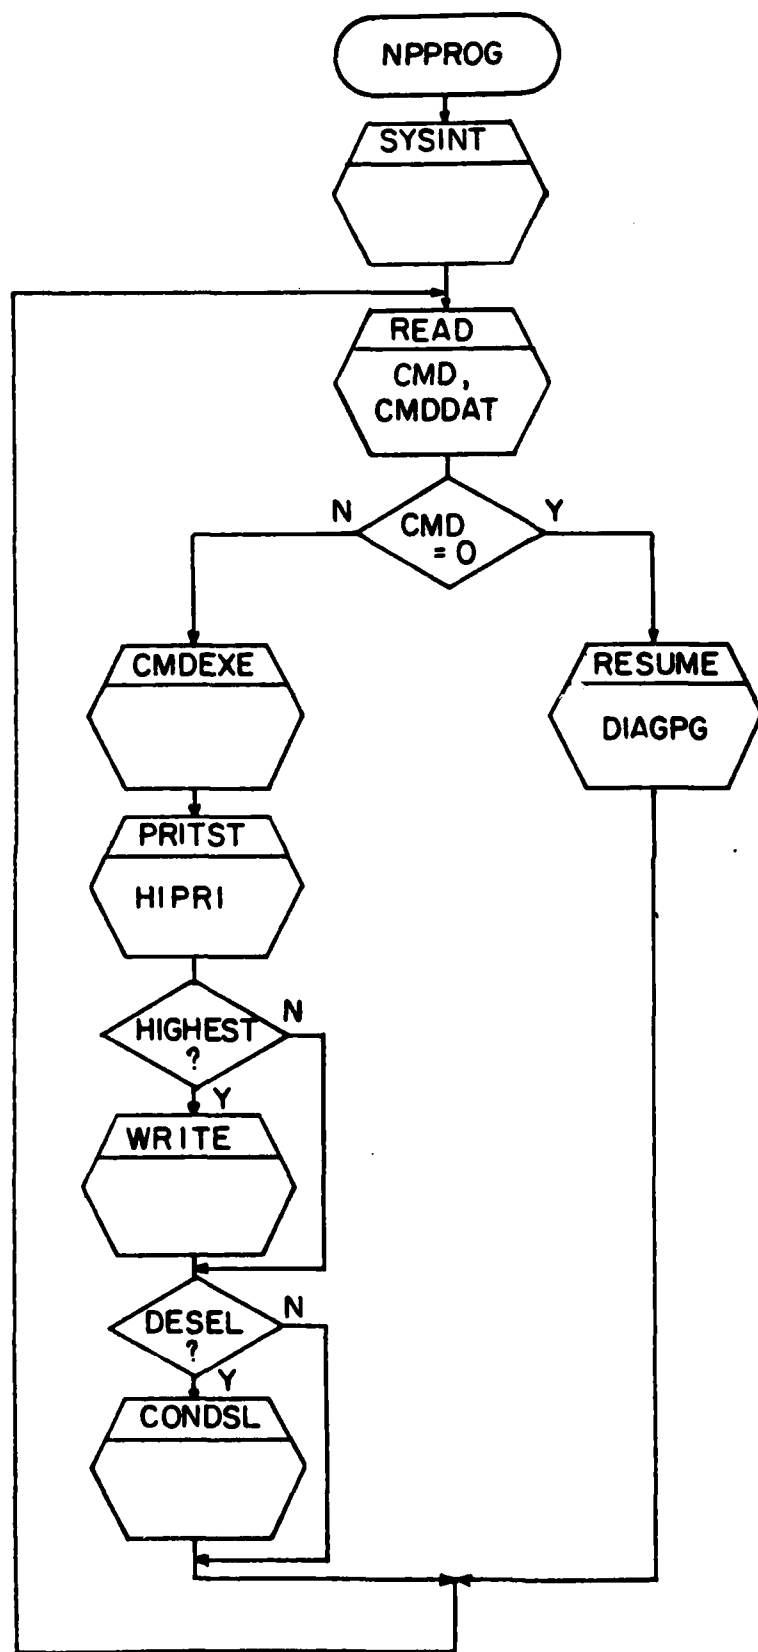 NPPROG
SYSINT
READ
CMD,
CMDDAT
N
Y
CMD
= 0
CMDEXE
RESUME
DIAGPG
PRITST
HIPRI
HIGHEST
?
N
Y
WRITE
DESEL
?
N
Y
CONDSL